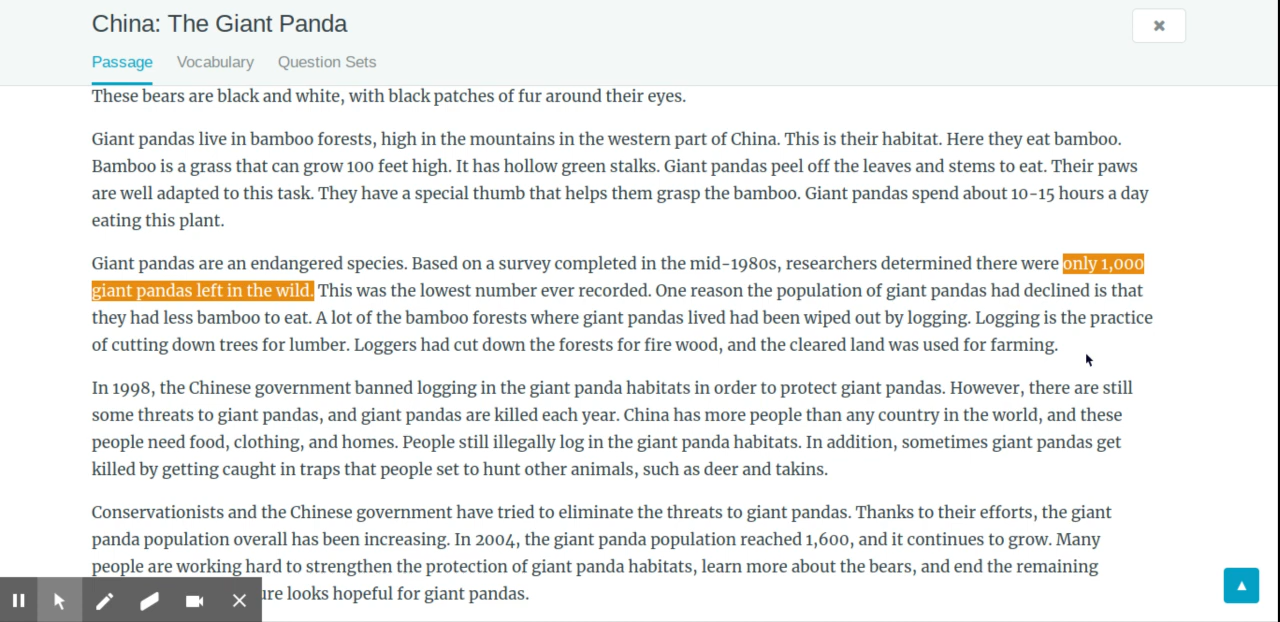 China: The Giant Panda
Passage Vocabulary Question Sets
These bears are black and white, with black patches of fur around their eyes.
Giant pandas live in bamboo forests, high in the mountains in the western part of China. This is their habitat. Here they eat bamboo.
Bamboo is a grass that can grow 100 feet high. It has hollow green stalks. Giant pandas peel off the leaves and stems to eat. Their paws
are well adapted to this task. They have a special thumb that helps them grasp the bamboo. Giant pandas spend about 10-15 hours a day
eating this plant.
Giant pandas are an endangered species. Based on a survey completed in the mid-1980s, researchers determined there were only 1,000
giant pandas left in the wild. This was the lowest number ever recorded. One reason the population of giant pandas had declined is that
they had less bamboo to eat. A lot of the bamboo forests where giant pandas lived had been wiped out by logging. Logging is the practice
of cutting down trees for lumber. Loggers had cut down the forests for fire wood, and the cleared land was used for farming.
In 1998, the Chinese government banned logging in the giant panda habitats in order to protect giant pandas. However, there are still
some threats to giant pandas, and giant pandas are killed each year. China has more people than any country in the world, and these
people need food, clothing, and homes. People still illegally log in the giant panda habitats. In addition, sometimes giant pandas get
killed by getting caught in traps that people set to hunt other animals, such as deer and takins.
Conservationists and the Chinese government have tried to eliminate the threats to giant pandas. Thanks to their efforts, the giant
panda population overall has been increasing. In 2004, the giant panda population reached 1,600, and it continues to grow. Many
people are working hard to strengthen the protection of giant panda habitats, learn more about the bears, and end the remaining
looks hopeful for giant pandas.